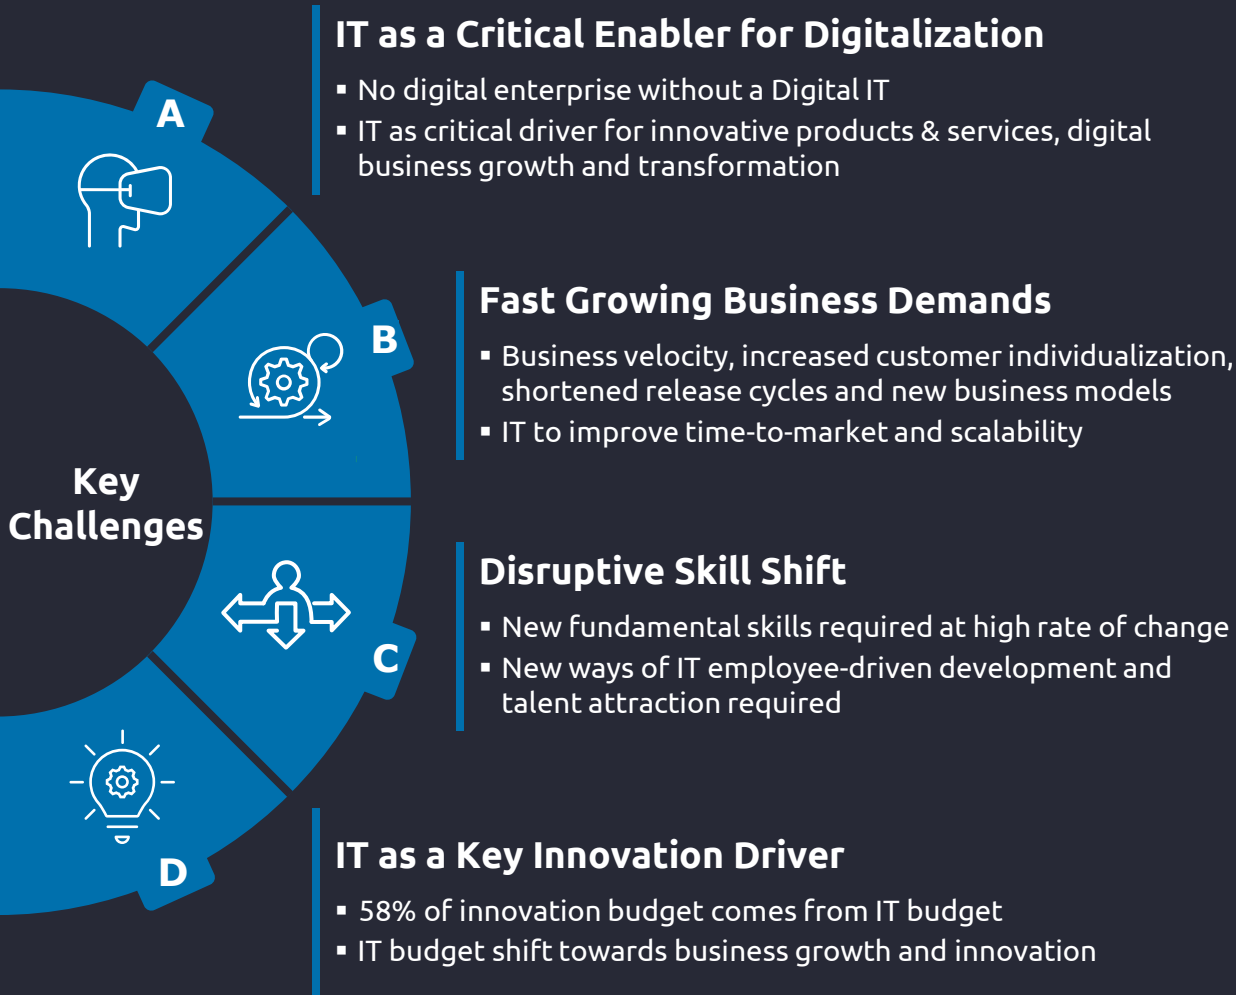 IT as a Critical Enabler for Digitalization
▪ No digital enterprise without a Digital IT
▪ IT as critical driver for innovative products & services, digital
business growth and transformation
A
Fast Growing Business Demands
▪ Business velocity, increased customer individualization,
shortened release cycles and new business models
▪ IT to improve time-to-market and scalability
B
Key
Challenges
Disruptive Skill Shift
▪ New fundamental skills required at high rate of change
▪ New ways of IT employee-driven development and
talent attraction required
C
IT as a Key Innovation Driver
▪ 58% of innovation budget comes from IT budget
▪ IT budget shift towards business growth and innovation
D